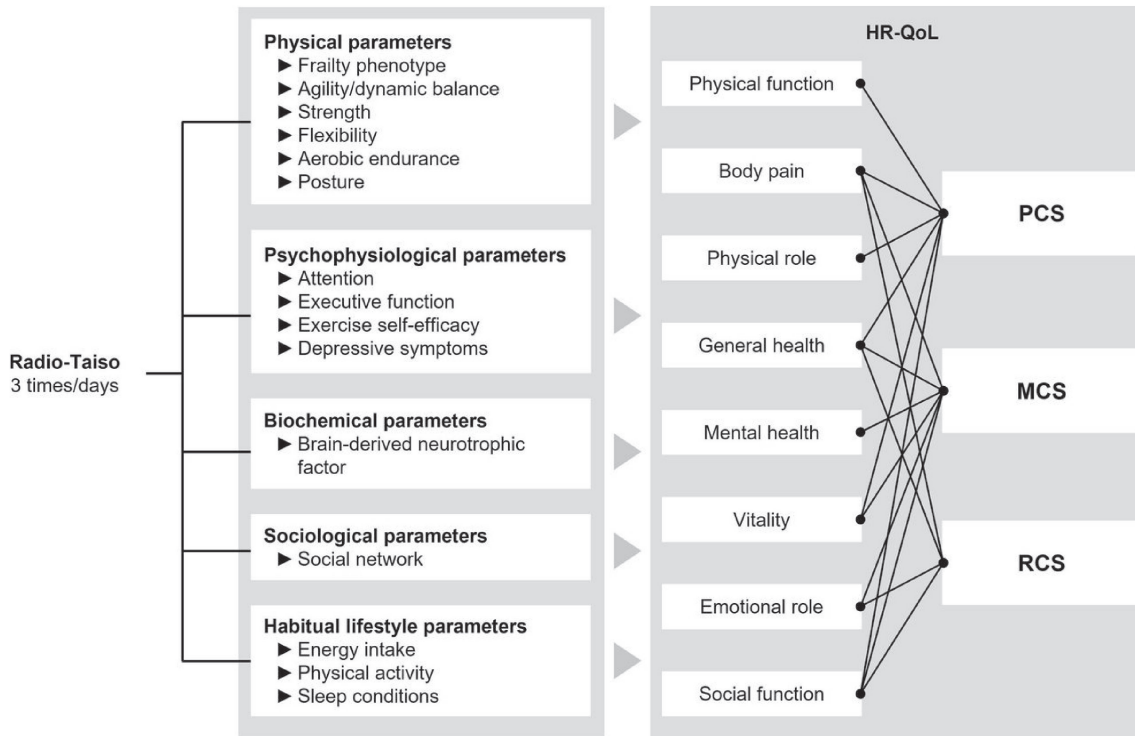 Radio-Taiso
3 times/days
Physical parameters
► Frailty phenotype
► Agility/dynamic balance
► Strength
► Flexibility
► Aerobic endurance
► Posture
Psychophysiological parameters
► Attention
► Executive function
► Exercise self-efficacy
► Depressive symptoms
Biochemical parameters
► Brain-derived neurotrophic
factor
Sociological parameters
► Social network
Habitual lifestyle parameters
► Energy intake
► Physical activity
► Sleep conditions
HR-QoL
Physical function
Body pain
Physical role
General health
Mental health
Vitality
Emotional role
Social function
PCS
MCS
RCS